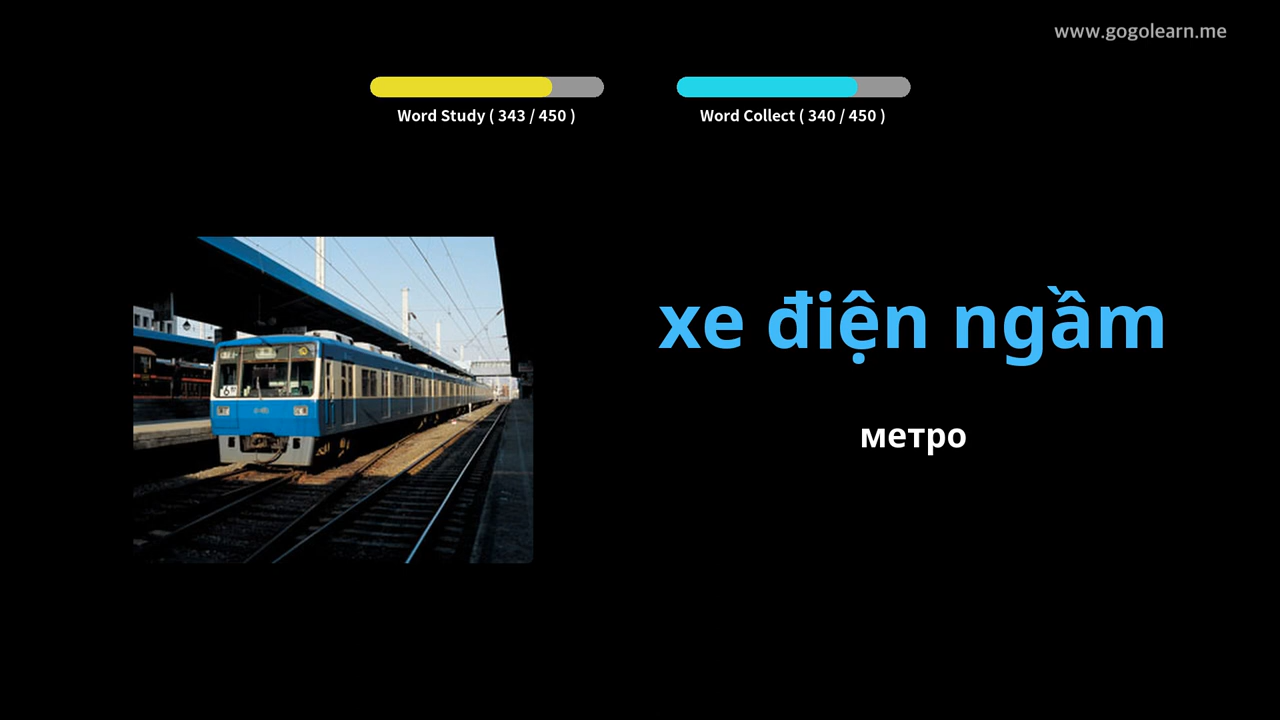 www.gogolearn.me
Word Study ( 343 / 450 )
Word Collect ( 340 / 450 )
xe điện ngầm
метро